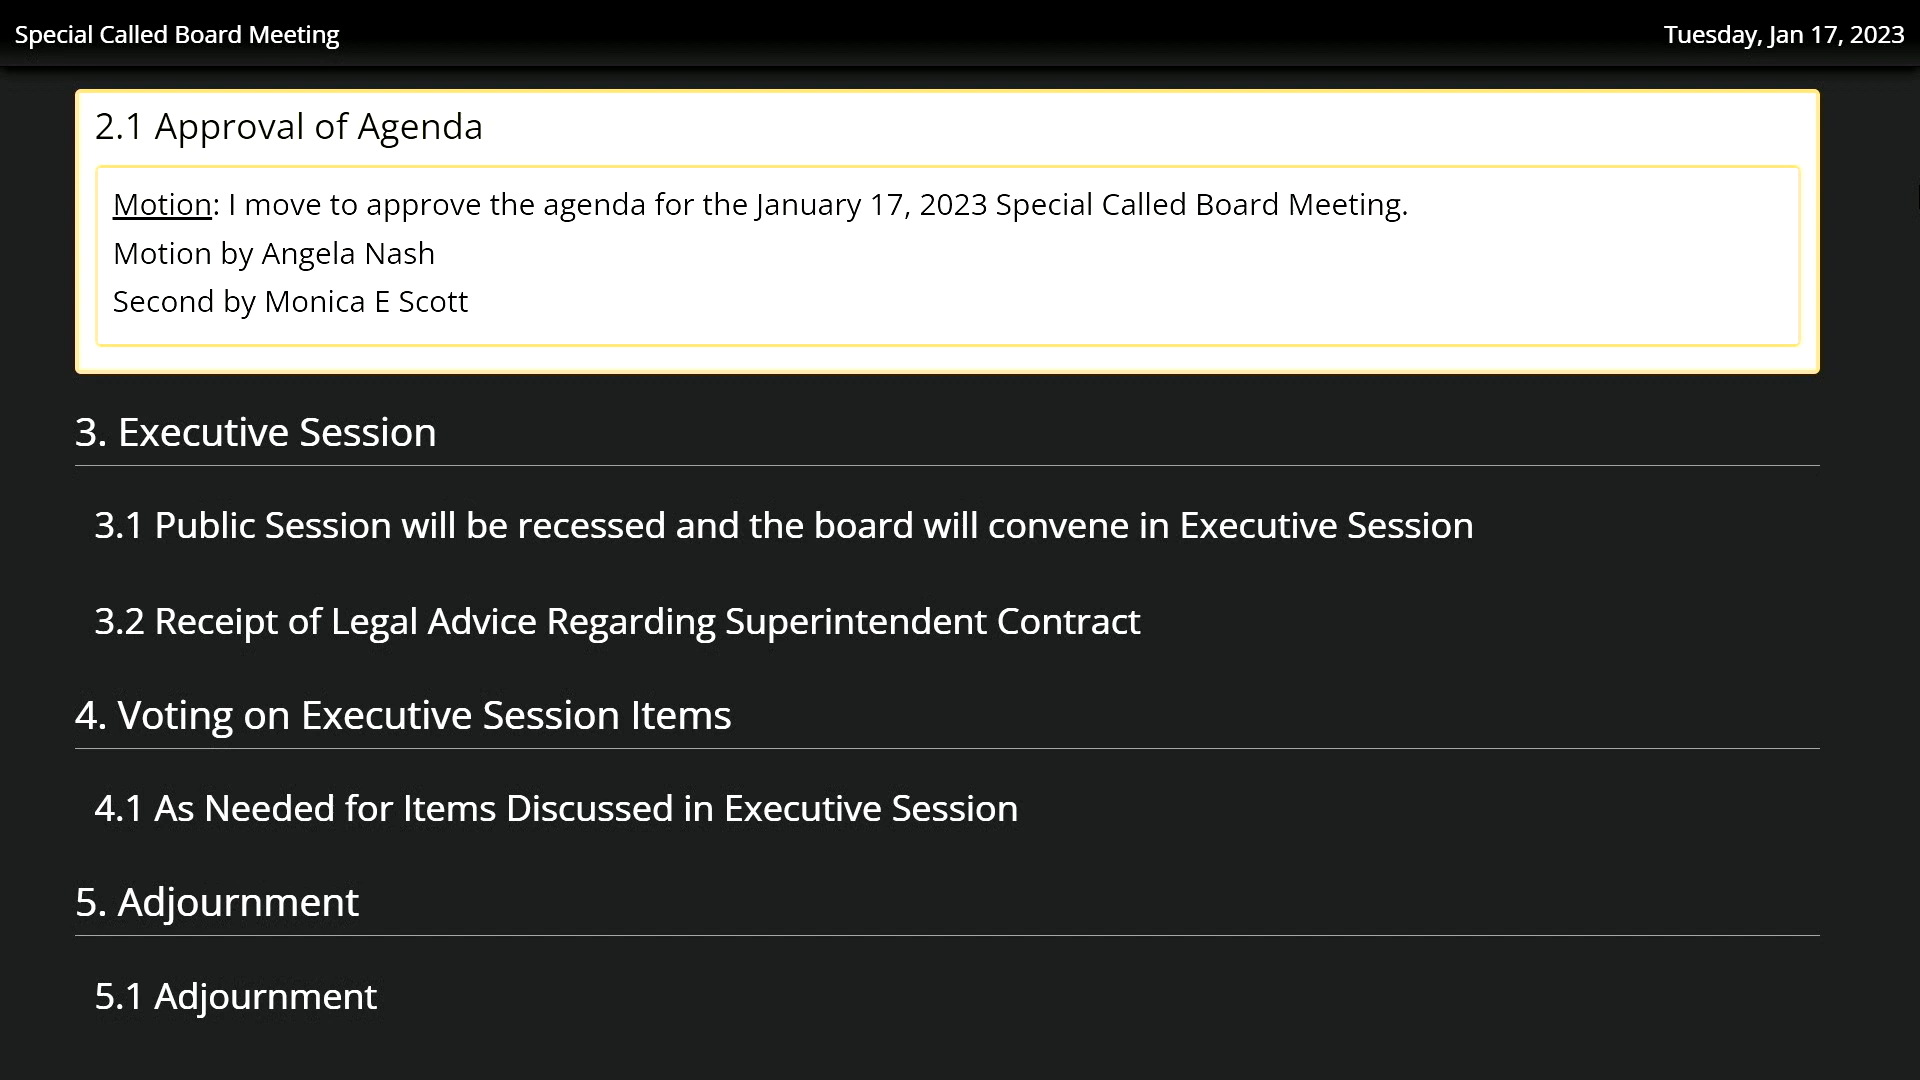 Special Called Board Meeting
Tuesday, Jan 17, 2023
2.1 Approval of Agenda
Motion: I move to approve the agenda for the January 17, 2023 Special Called Board Meeting.
Motion by Angela Nash
Second by Monica E Scott
3. Executive Session
3.1 Public Session will be recessed and the board will convene in Executive Session
3.2 Receipt of Legal Advice Regarding Superintendent Contract
4. Voting on Executive Session Items
4.1 As Needed for Items Discussed in Executive Session
5. Adjournment
5.1 Adjournment